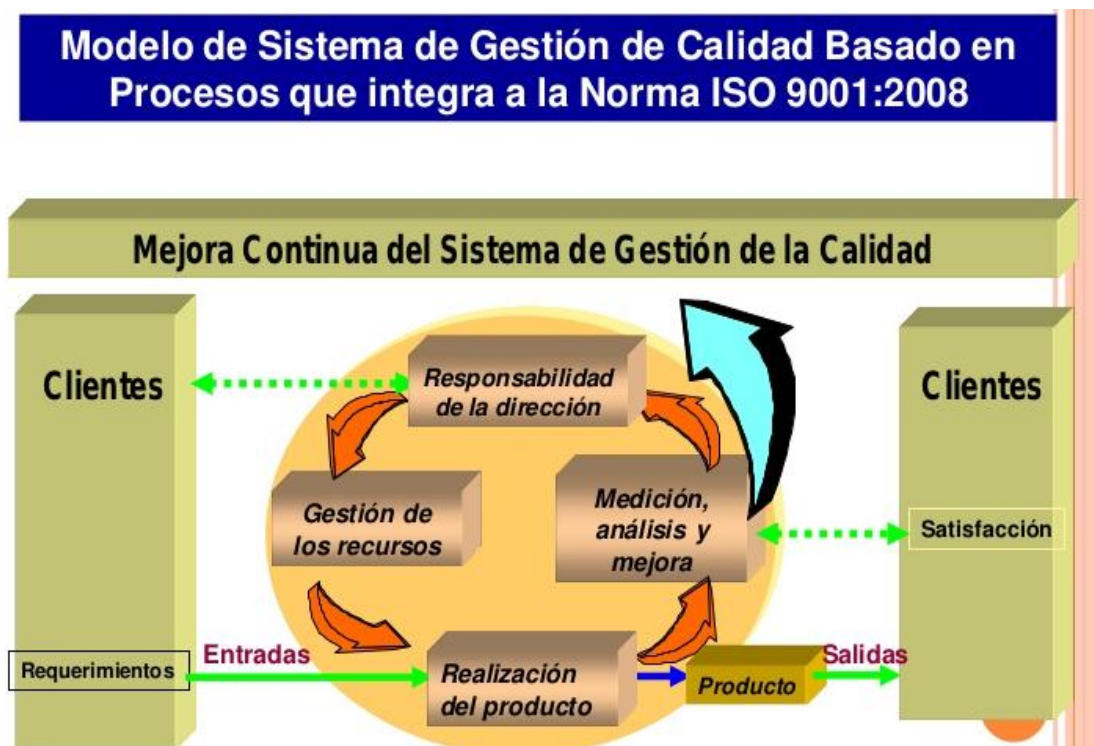 Modelo de Sistema de Gestión de Calidad Basado en
Procesos que integra a la Norma ISO 9001:2008
Mejora Continua del Sistema de Gestión de la Calidad
Clientes
Responsabilidad
de la dirección
Clientes
Gestión de
los recursos
Medición,
análisis y
mejora
Satisfacción
Requerimientos
Entradas
Realización
del producto
Producto
Salidas